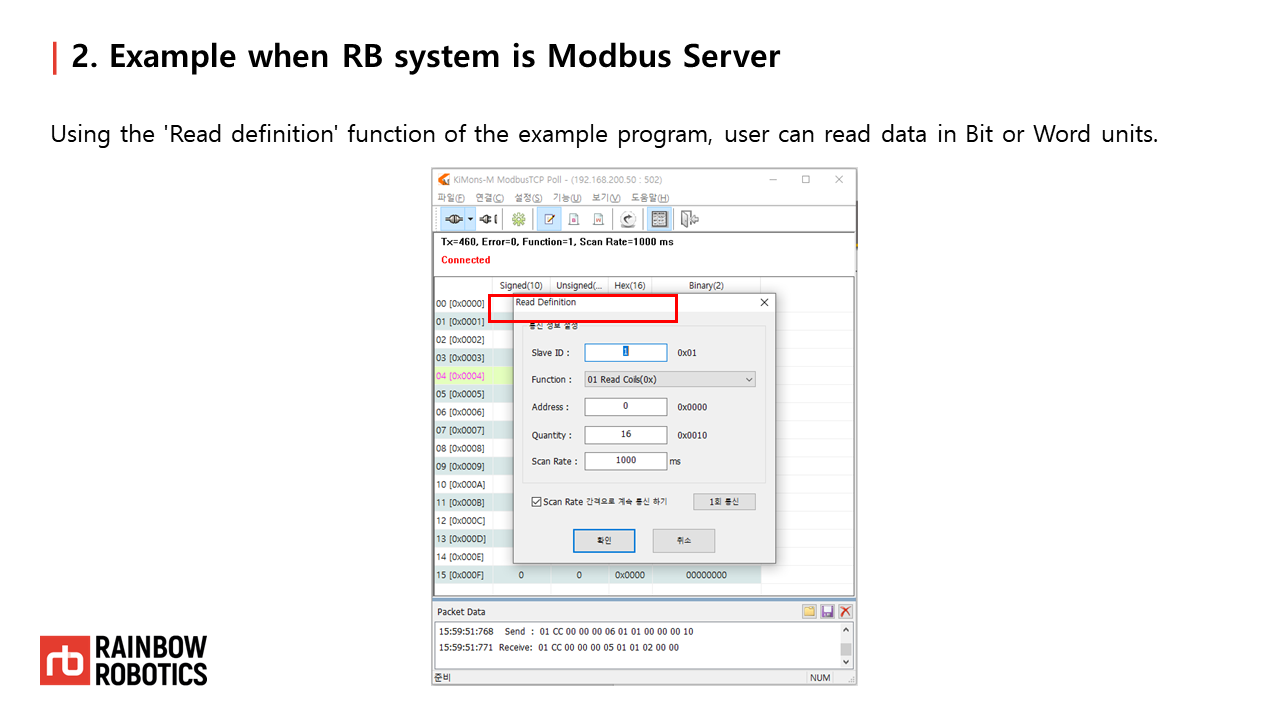 2. Example when RB system is Modbus Server
Using the 'Read definition' function of the example program, user can read data in Bit or Word units.
KiMons-M ModbusTCP Poll - (192.168.200.50 : 502)
파일(F) 연결(C) 설정(S) 기능(U) 보기(V) 도움말(H)
Tx=460, Error=0, Function=1, Scan Rate=1000 ms
Connected
Signed(10) Unsigned(... Hex(16) Binary(2)
00 [0x0000]
01 [0x0001]
02 [0x0002]
03 [0x0003]
04 [0x0004]
05 [0x0005]
06 [0x0006]
07 [0x0007]
08 [0x0008]
09 [0x0009]
10 [0x000A]
11 [0x000B]
12 [0x000C]
13 [0x000D]
14 [0x000E]
15 [0x000F] 0 0 0x0000 00000000
Read Definition
통신 정보 설정
Slave ID : 1 0x01
Function : 01 Read Coils(0x)
Address : 0 0x0000
Quantity : 16 0x0010
Scan Rate : 1000 ms
Scan Rate 간격으로 계속 통신 하기 1회 통신
확인 취소
Packet Data
15:59:51:768 Send : 01 CC 00 00 00 06 01 01 00 00 00 10
15:59:51:771 Receive: 01 CC 00 00 00 05 01 01 02 00 00
준비 NUM
rb RAINBOW
ROBOTICS